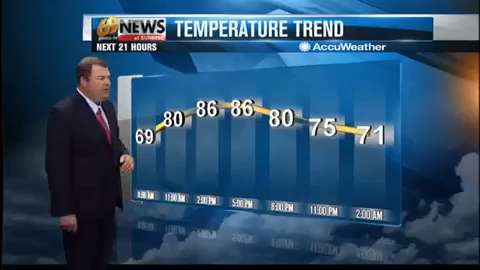 69 NEWS
at SUNRISE
TEMPERATURE TREND
NEXT 21 HOURS
AccuWeather
69 80 86 86 80 75 71
8:00 AM 11:00 AM 2:00 PM 5:00 PM 8:00 PM 11:00 PM 2:00 AM